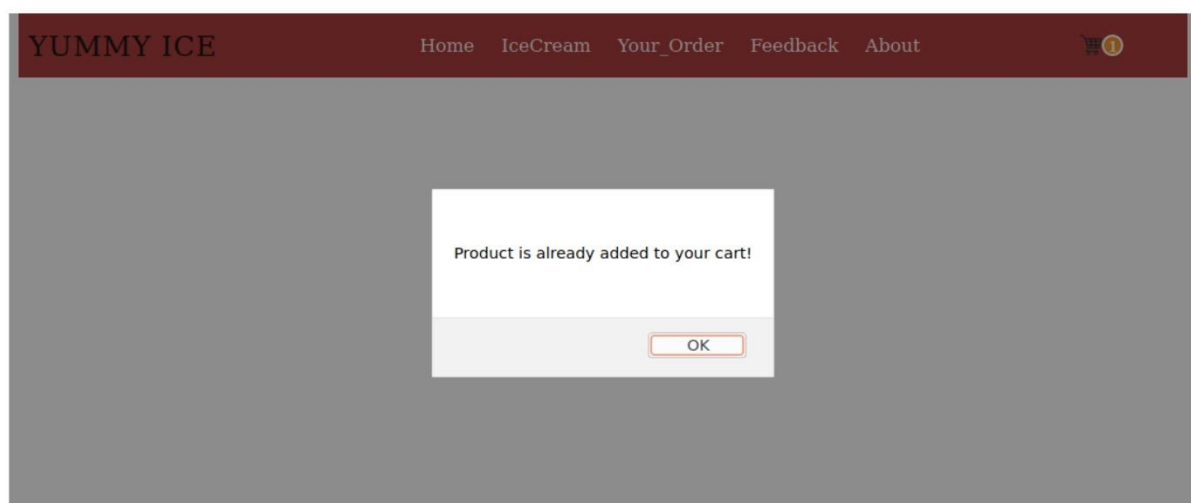 YUMMY ICE Home IceCream Your_Order Feedback About 1
Product is already added to your cart!
OK